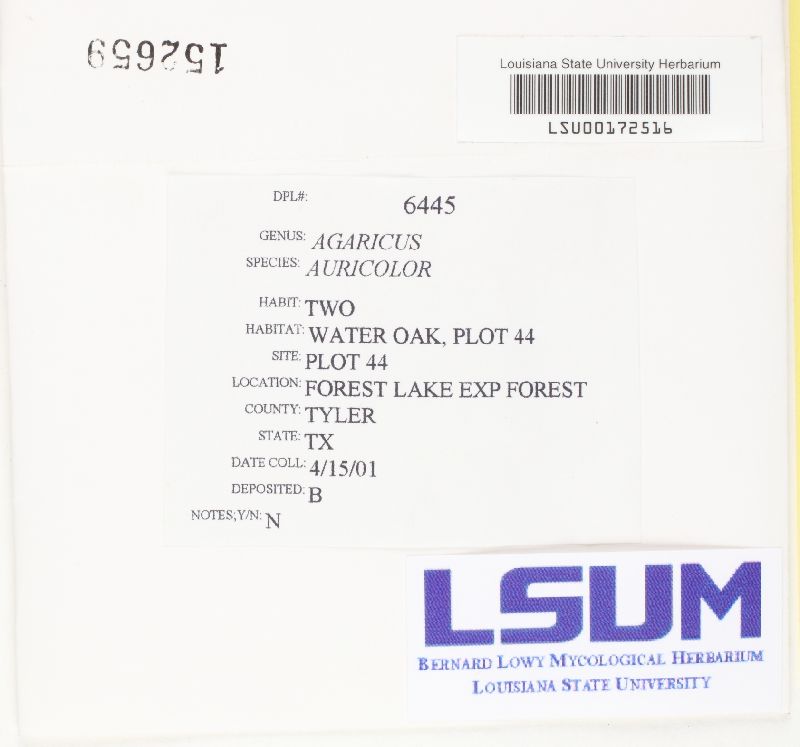 152659
Louisiana State University Herbarium
LSU00172516
DPL#: 6445
GENUS: AGARICUS
SPECIES: AURICOLOR
HABIT: TWO
HABITAT: WATER OAK, PLOT 44
SITE: PLOT 44
LOCATION: FOREST LAKE EXP FOREST
COUNTY: TYLER
STATE: TX
DATE COLL: 4/15/01
DEPOSITED: B
NOTES;Y/N: N
LSUM
BERNARD LOWY MYCOLOGICAL HERBARIUM
LOUISIANA STATE UNIVERSITY